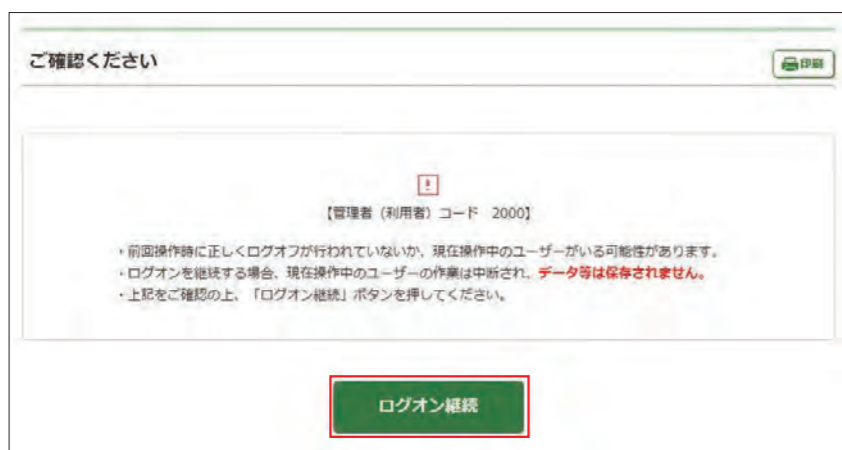 ご確認ください
印刷
!
【管理者（利用者）コード 2000】
・前回操作時に正しくログオフが行われていないか、現在操作中のユーザーがいる可能性があります。
・ログオンを継続する場合、現在操作中のユーザーの作業は中断され、データ等は保存されません。
・上記をご確認の上、「ログオン継続」ボタンを押してください。
ログオン継続